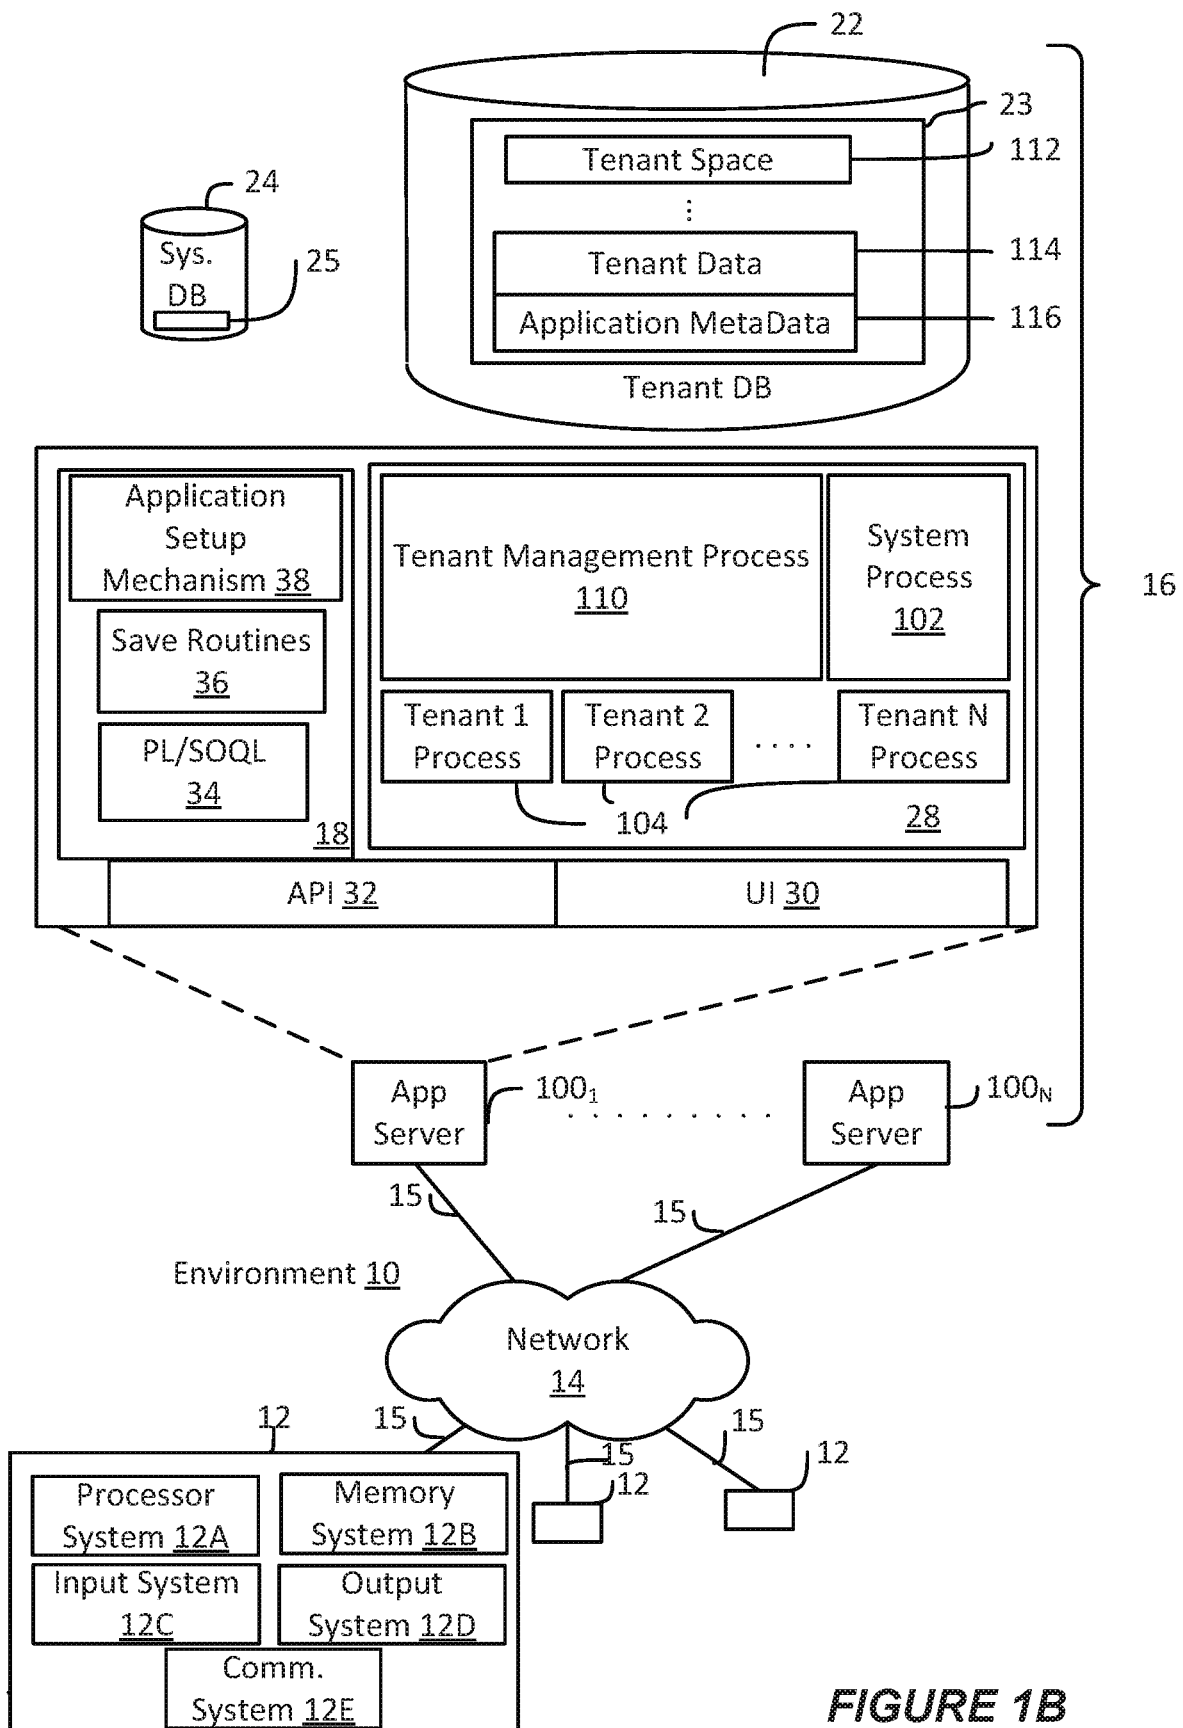 22
23
Tenant Space
112
24
Sys.
DB
25
Tenant Data
114
Application MetaData
116
Tenant DB
16
Application
Setup
Mechanism 38
Tenant Management Process
110
System
Process
102
Save Routines
36
Tenant 1
Process
Tenant 2
Process
. . . .
Tenant N
Process
PL/SOQL
34
104
28
18
API 32
UI 30
App
Server
100₁
. . . . . . . . .
App
Server
100N
15
15
Environment 10
Network
14
12
15
15
15
12
12
Processor
System 12A
Memory
System 12B
Input System
12C
Output
System 12D
Comm.
System 12E
FIGURE 1B